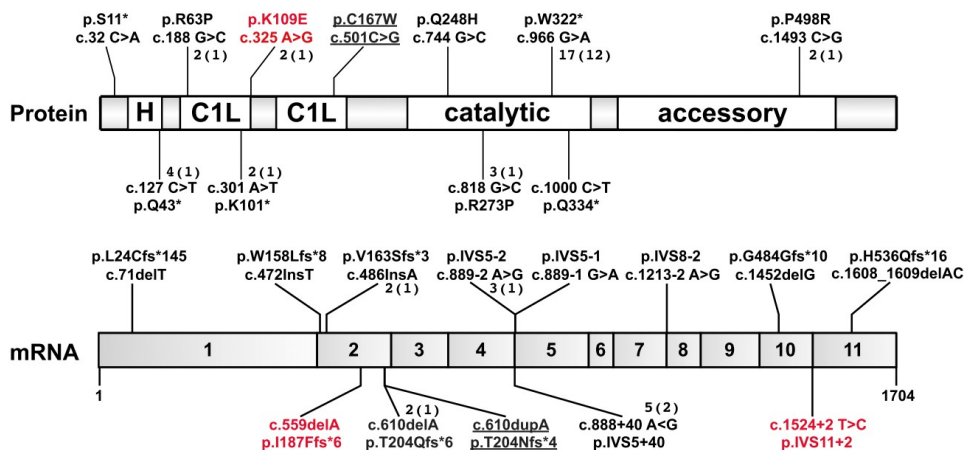 p.S11* p.R63P p.K109E p.C167W p.Q248H p.W322* p.P498R
c.32 C>A c.188 G>C c.325 A>G c.501C>G c.744 G>C c.966 G>A c.1493 C>G
2(1) 2(1) 17(12) 2(1)
Protein H C1L C1L catalytic accessory
4(1) 2(1) 3(1)
c.127 C>T c.301 A>T c.818 G>C c.1000 C>T
p.Q43* p.K101* p.R273P p.Q334*
p.L24Cfs*145 p.W158Lfs*8 p.V163Sfs*3 p.IVS5-2 p.IVS5-1 p.IVS8-2 p.G484Gfs*10 p.H536Qfs*16
c.71delT c.472InsT c.486InsA c.889-2 A>G c.889-1 G>A c.1213-2 A>G c.1452delG c.1608_1609delAC
2(1) 3(1)
mRNA 1 2 3 4 5 6 7 8 9 10 11
1 1704
2(1) 5(2)
c.559delA c.610delA c.610dupA c.888+40 A<G c.1524+2 T>C
p.I187Ffs*6 p.T204Qfs*6 p.T204Nfs*4 p.IVS5+40 p.IVS11+2